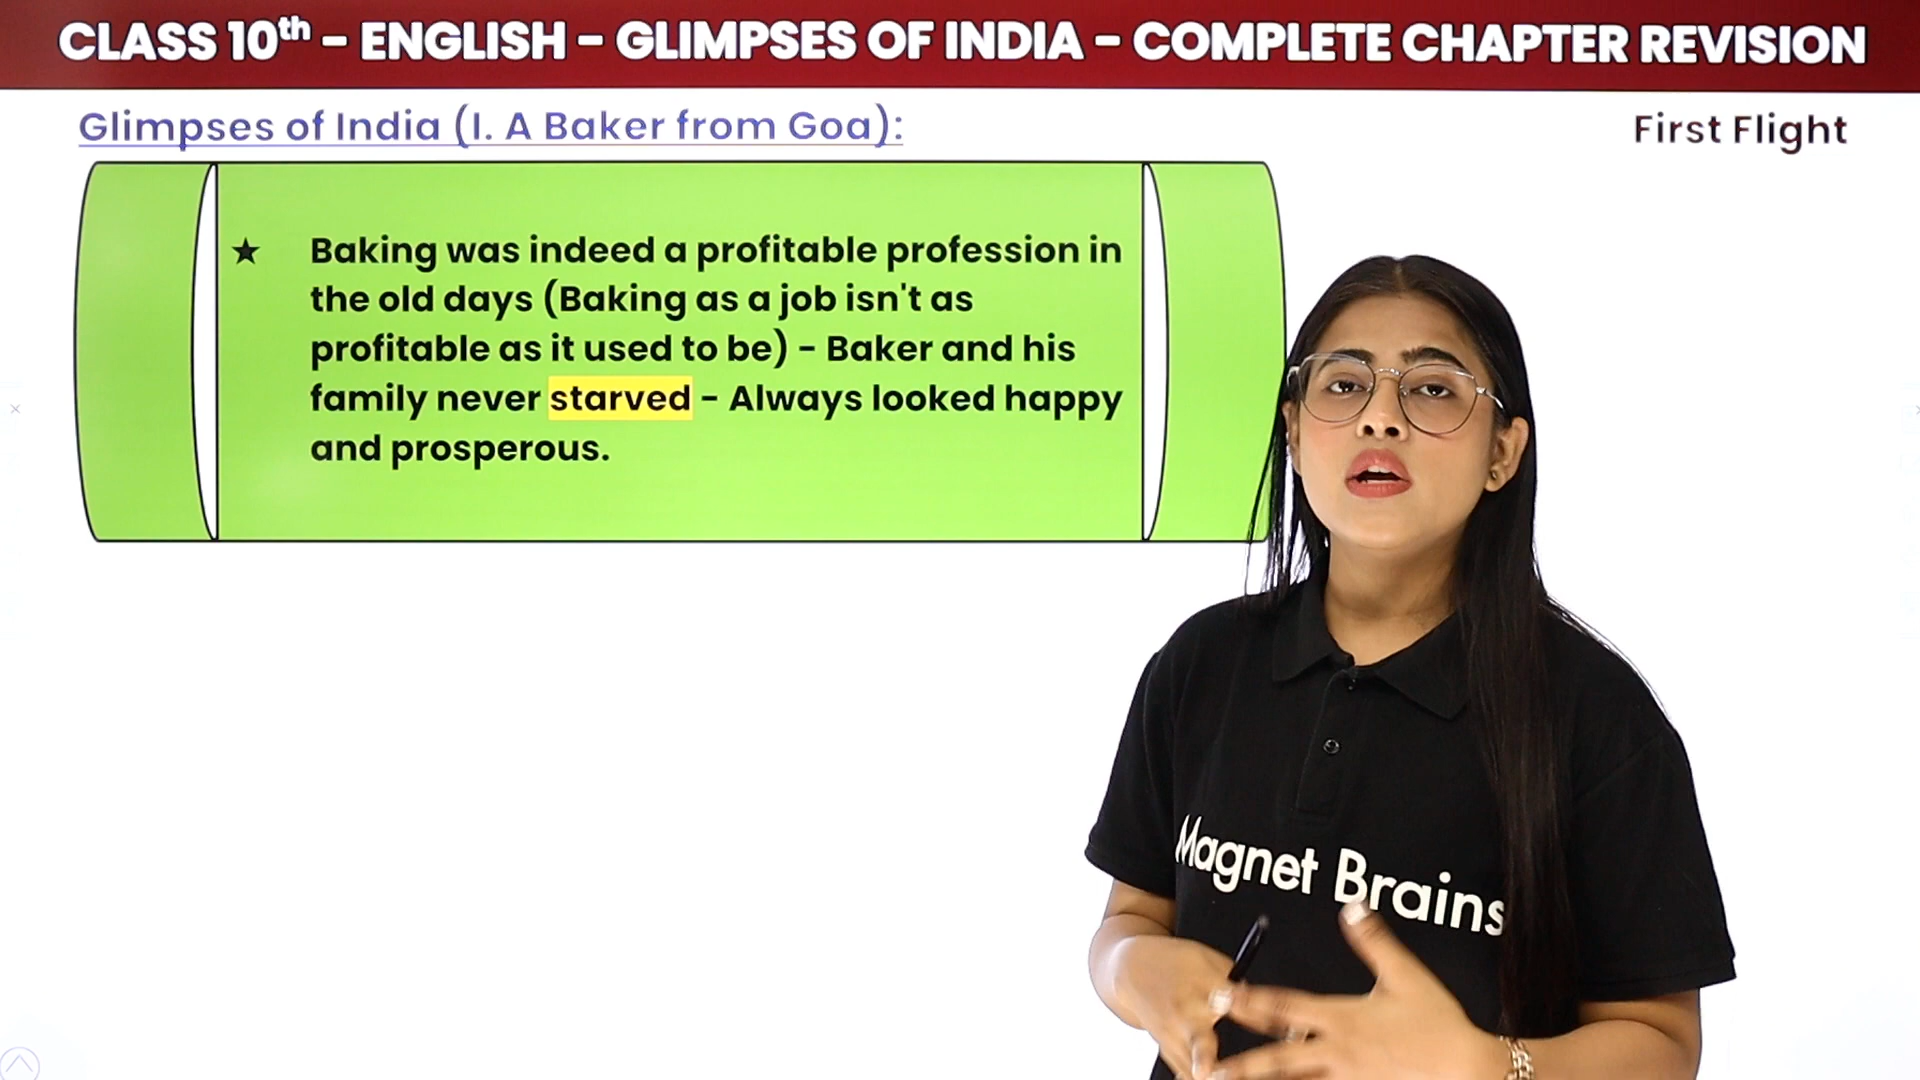 CLASS 10th - ENGLISH - GLIMPSES OF INDIA - COMPLETE CHAPTER REVISION
Glimpses of India (I. A Baker from Goa):
First Flight
★ Baking was indeed a profitable profession in
the old days (Baking as a job isn't as
profitable as it used to be) - Baker and his
family never starved - Always looked happy
and prosperous.
Magnet Brains